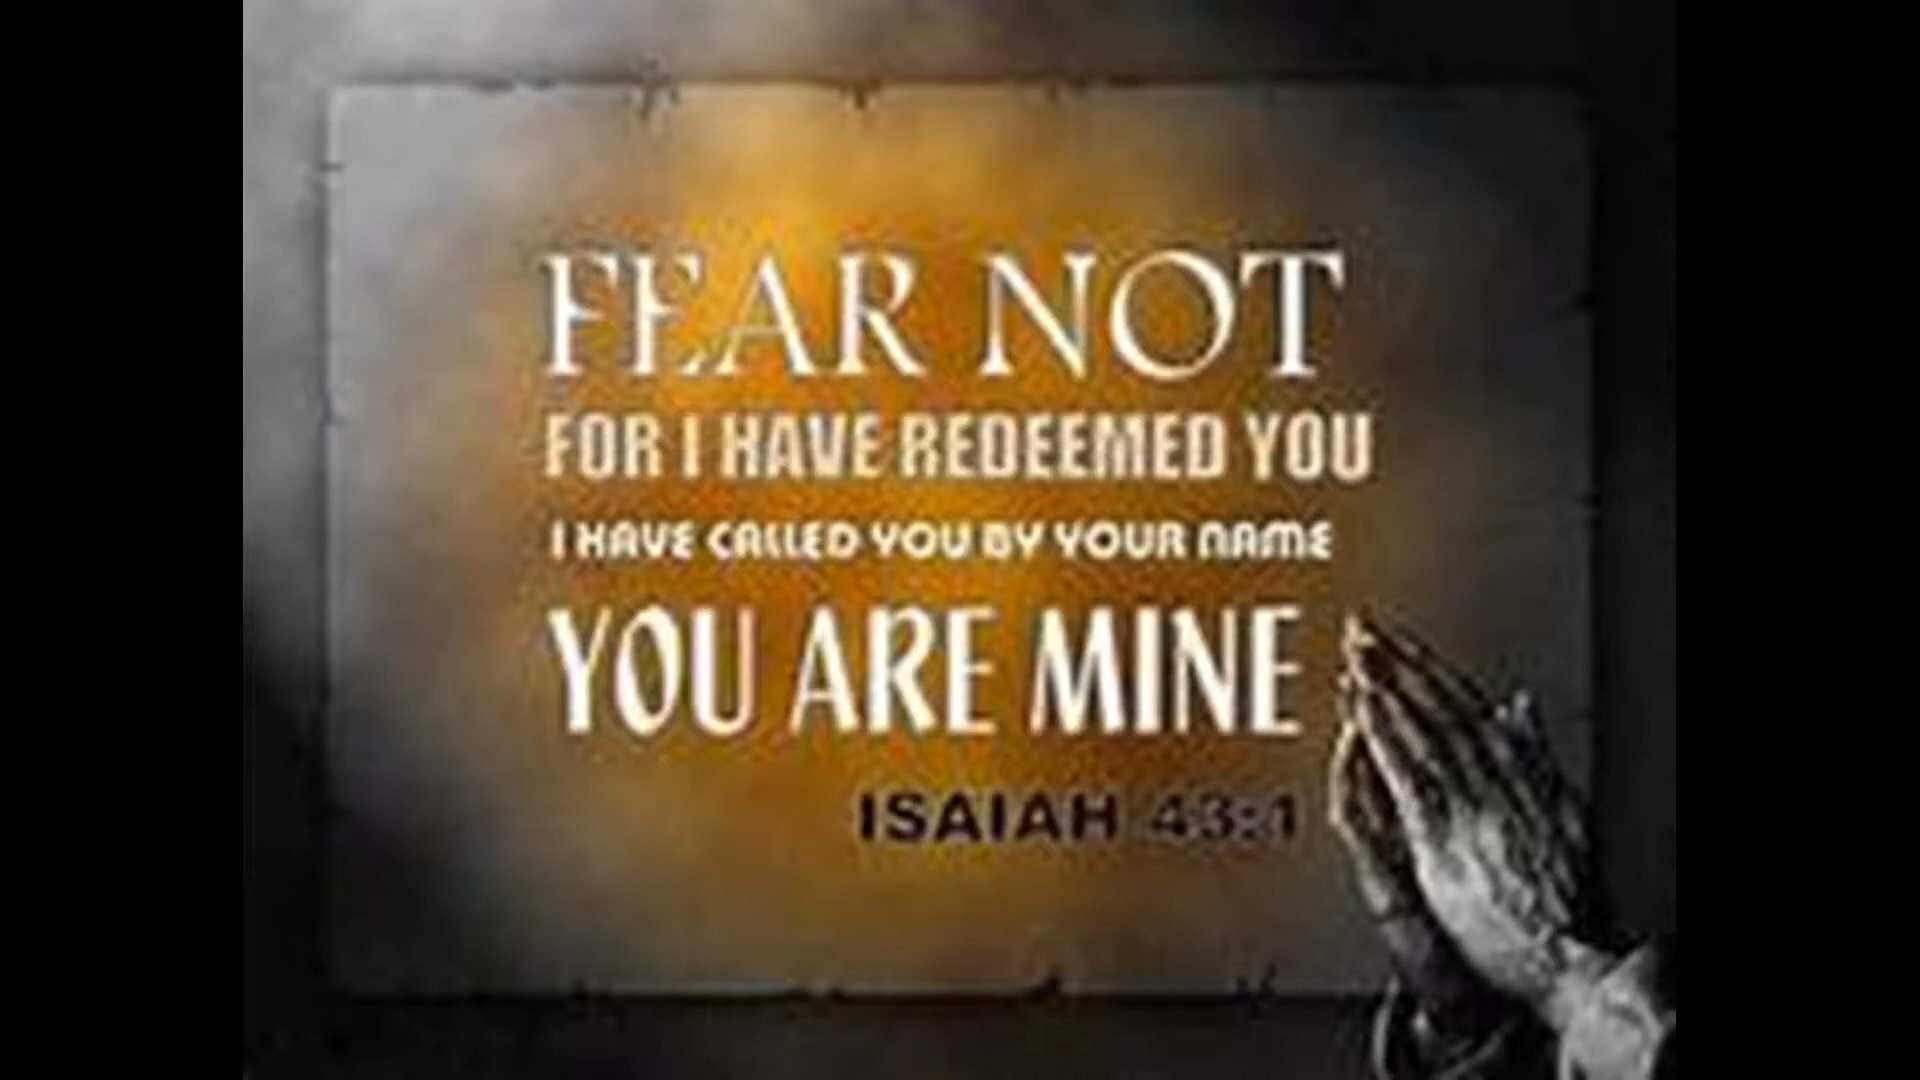 FEAR NOT
FOR I HAVE REDEEMED YOU
I HAVE CALLED YOU BY YOUR NAME
YOU ARE MINE
ISAIAH 43:1